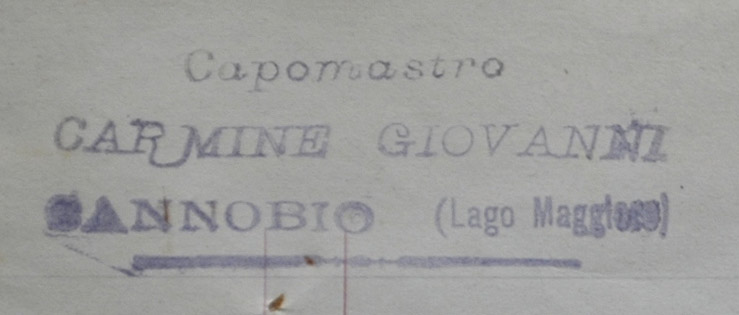 Capomastro
CARMINE GIOVANNI
CANNOBIO (Lago Maggiore)